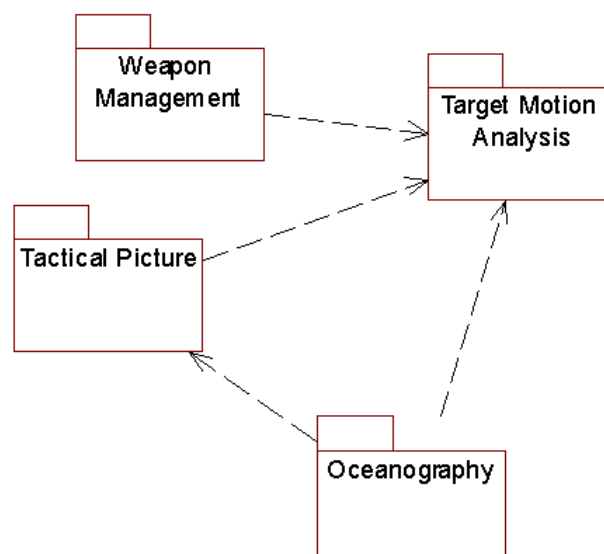 Weapon
Management
Target Motion
Analysis
Tactical Picture
Oceanography